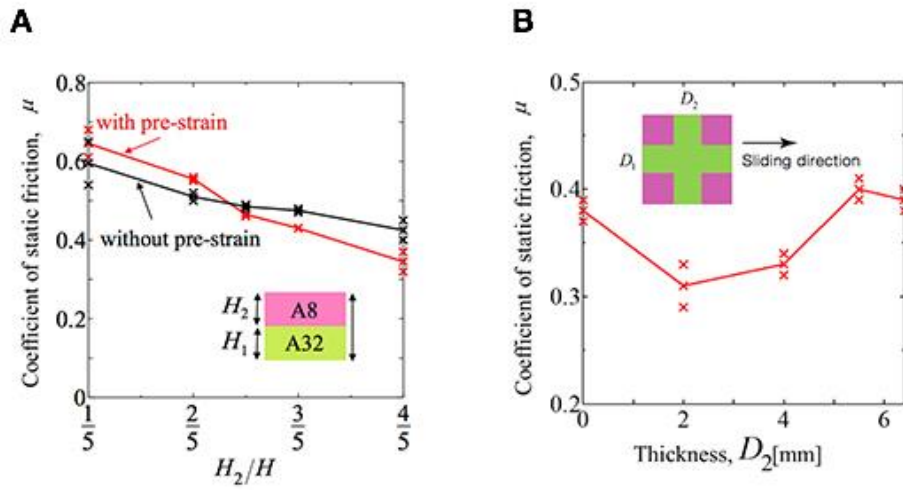 A
0.8
0.6
0.4
0.2
0
Coefficient of static friction, μ
with pre-strain
without pre-strain
H₂
A8
H₁
A32
1/5
2/5
3/5
4/5
H₂/H
B
0.5
0.4
0.3
0.2
Coefficient of static friction, μ
D₂
D₁
Sliding direction
0
2
4
6
Thickness, D₂[mm]